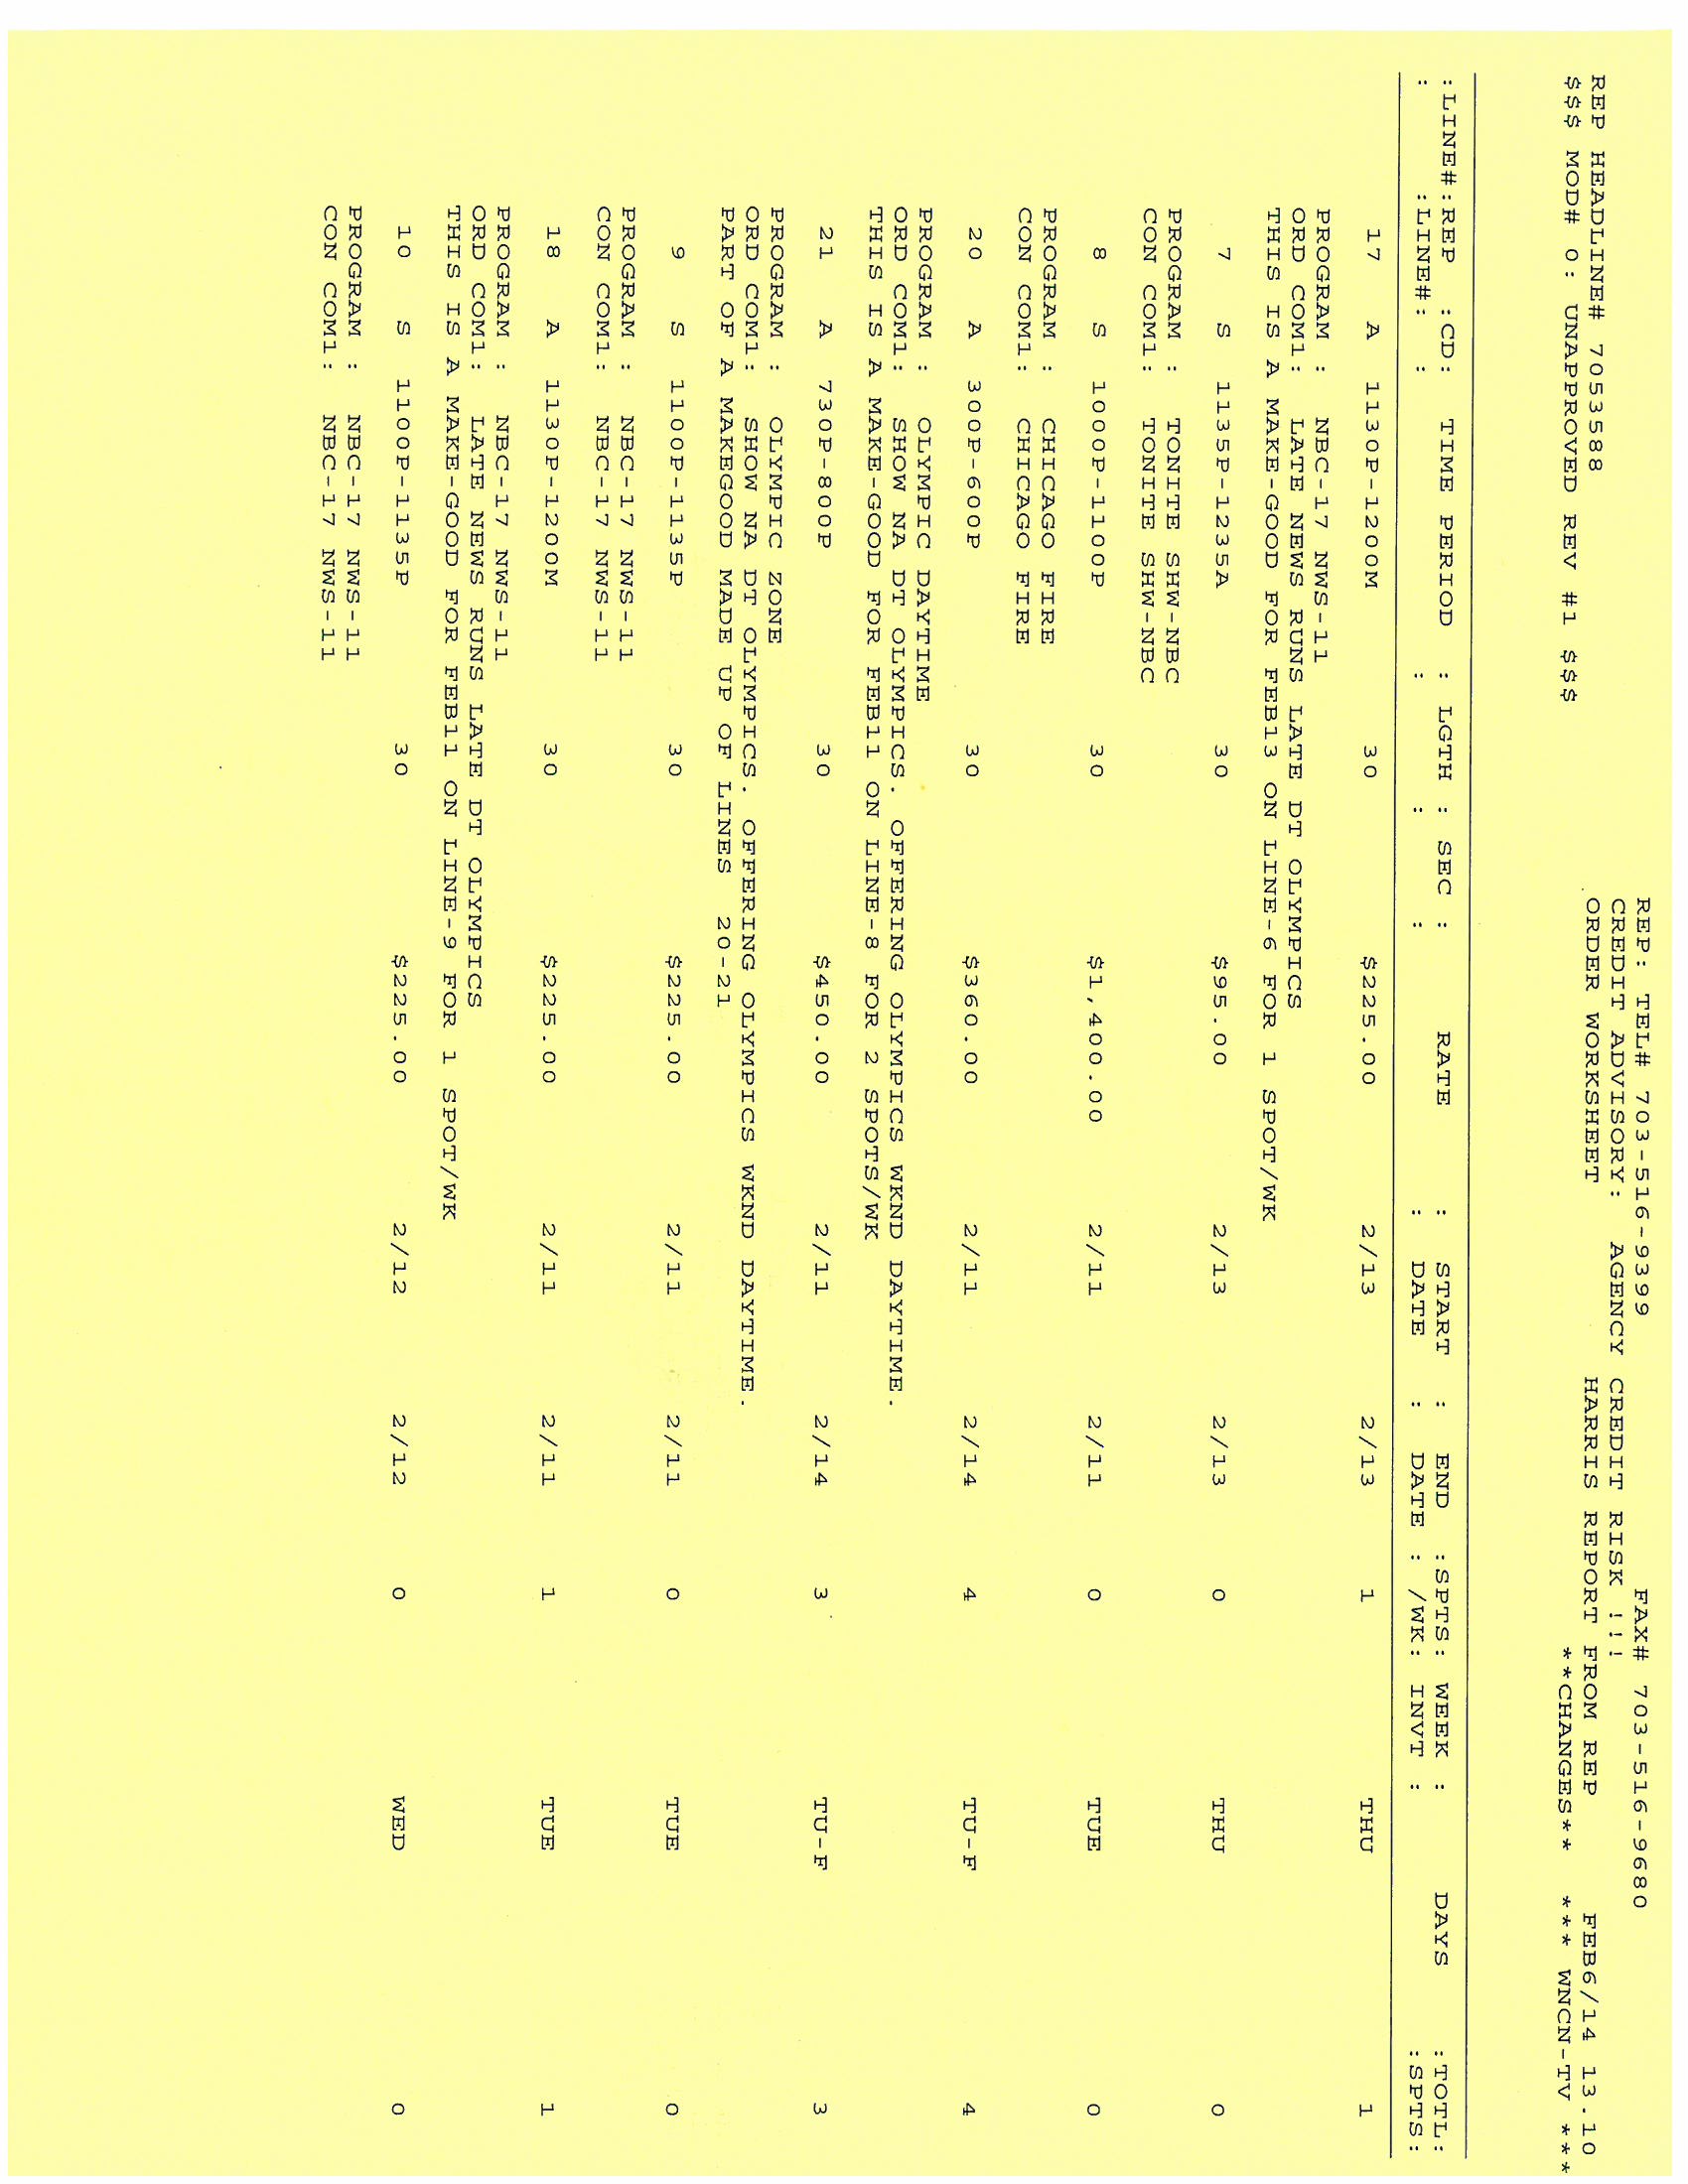 REP: TEL# 703-516-9399 FAX# 703-516-9680
CREDIT ADVISORY: AGENCY CREDIT RISK !!!
REP HEADLINE# 7053588 ORDER WORKSHEET HARRIS REPORT FROM REP FEB6/14 13.10
$$$ MOD# 0: UNAPPROVED REV #1 $$$ **CHANGES** *** WNCN-TV ***
:LINE#:REP :CD: TIME PERIOD : LGTH : SEC : RATE : START : END :SPTS: WEEK : DAYS :TOTL:
: :LINE#: : : : : : DATE : DATE : /WK: INVT : :SPTS:
17 A 1130P-1200M 30 $225.00 2/13 2/13 1 THU 1
PROGRAM : NBC-17 NWS-11
ORD COM1: LATE NEWS RUNS LATE DT OLYMPICS
THIS IS A MAKE-GOOD FOR FEB13 ON LINE-6 FOR 1 SPOT/WK
7 S 1135P-1235A 30 $95.00 2/13 2/13 0 THU 0
PROGRAM : TONITE SHW-NBC
CON COM1: TONITE SHW-NBC
8 S 1000P-1100P 30 $1,400.00 2/11 2/11 0 TUE 0
PROGRAM : CHICAGO FIRE
CON COM1: CHICAGO FIRE
20 A 300P-600P 30 $360.00 2/11 2/14 4 TU-F 4
PROGRAM : OLYMPIC DAYTIME
ORD COM1: SHOW NA DT OLYMPICS. OFFERING OLYMPICS WKND DAYTIME.
THIS IS A MAKE-GOOD FOR FEB11 ON LINE-8 FOR 2 SPOTS/WK
21 A 730P-800P 30 $450.00 2/11 2/14 3 TU-F 3
PROGRAM : OLYMPIC ZONE
ORD COM1: SHOW NA DT OLYMPICS. OFFERING OLYMPICS WKND DAYTIME.
PART OF A MAKEGOOD MADE UP OF LINES 20-21
9 S 1100P-1135P 30 $225.00 2/11 2/11 0 TUE 0
PROGRAM : NBC-17 NWS-11
CON COM1: NBC-17 NWS-11
18 A 1130P-1200M 30 $225.00 2/11 2/11 1 TUE 1
PROGRAM : NBC-17 NWS-11
ORD COM1: LATE NEWS RUNS LATE DT OLYMPICS
THIS IS A MAKE-GOOD FOR FEB11 ON LINE-9 FOR 1 SPOT/WK
10 S 1100P-1135P 30 $225.00 2/12 2/12 0 WED 0
PROGRAM : NBC-17 NWS-11
CON COM1: NBC-17 NWS-11